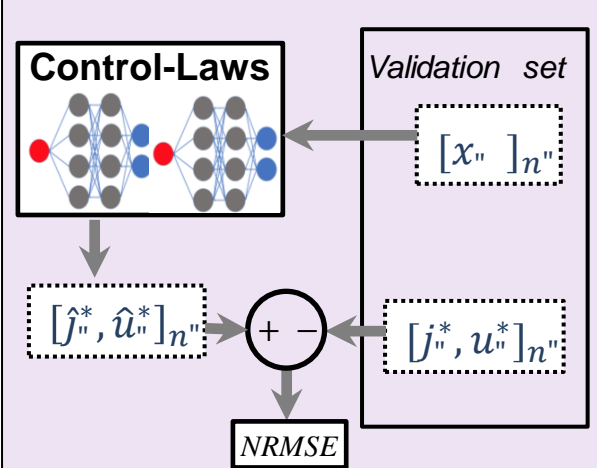 Control-Laws
Validation set
[x" ]n"
[ĵ*", û*"]n"
+ −
[j*", u*"]n"
NRMSE